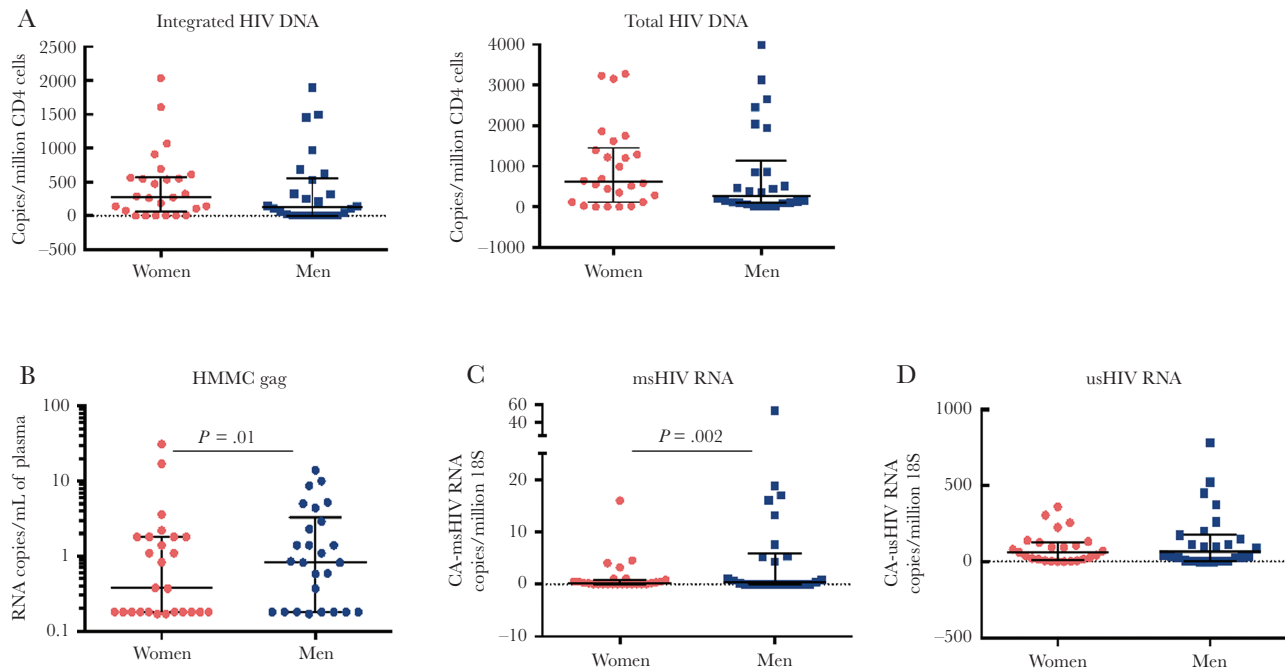 A
Integrated HIV DNA
Copies/million CD4 cells
2500
2000
1500
1000
500
0
−500
Women
Men
Total HIV DNA
Copies/million CD4 cells
4000
3000
2000
1000
0
−1000
Women
Men
B
HMMC gag
RNA copies/mL of plasma
100
10
1
0.1
P = .01
Women
Men
C
msHIV RNA
CA-msHIV RNA
copies/million 18S
60
40
20
10
0
−10
P = .002
Women
Men
D
usHIV RNA
CA-usHIV RNA
copies/million 18S
1000
500
0
−500
Women
Men